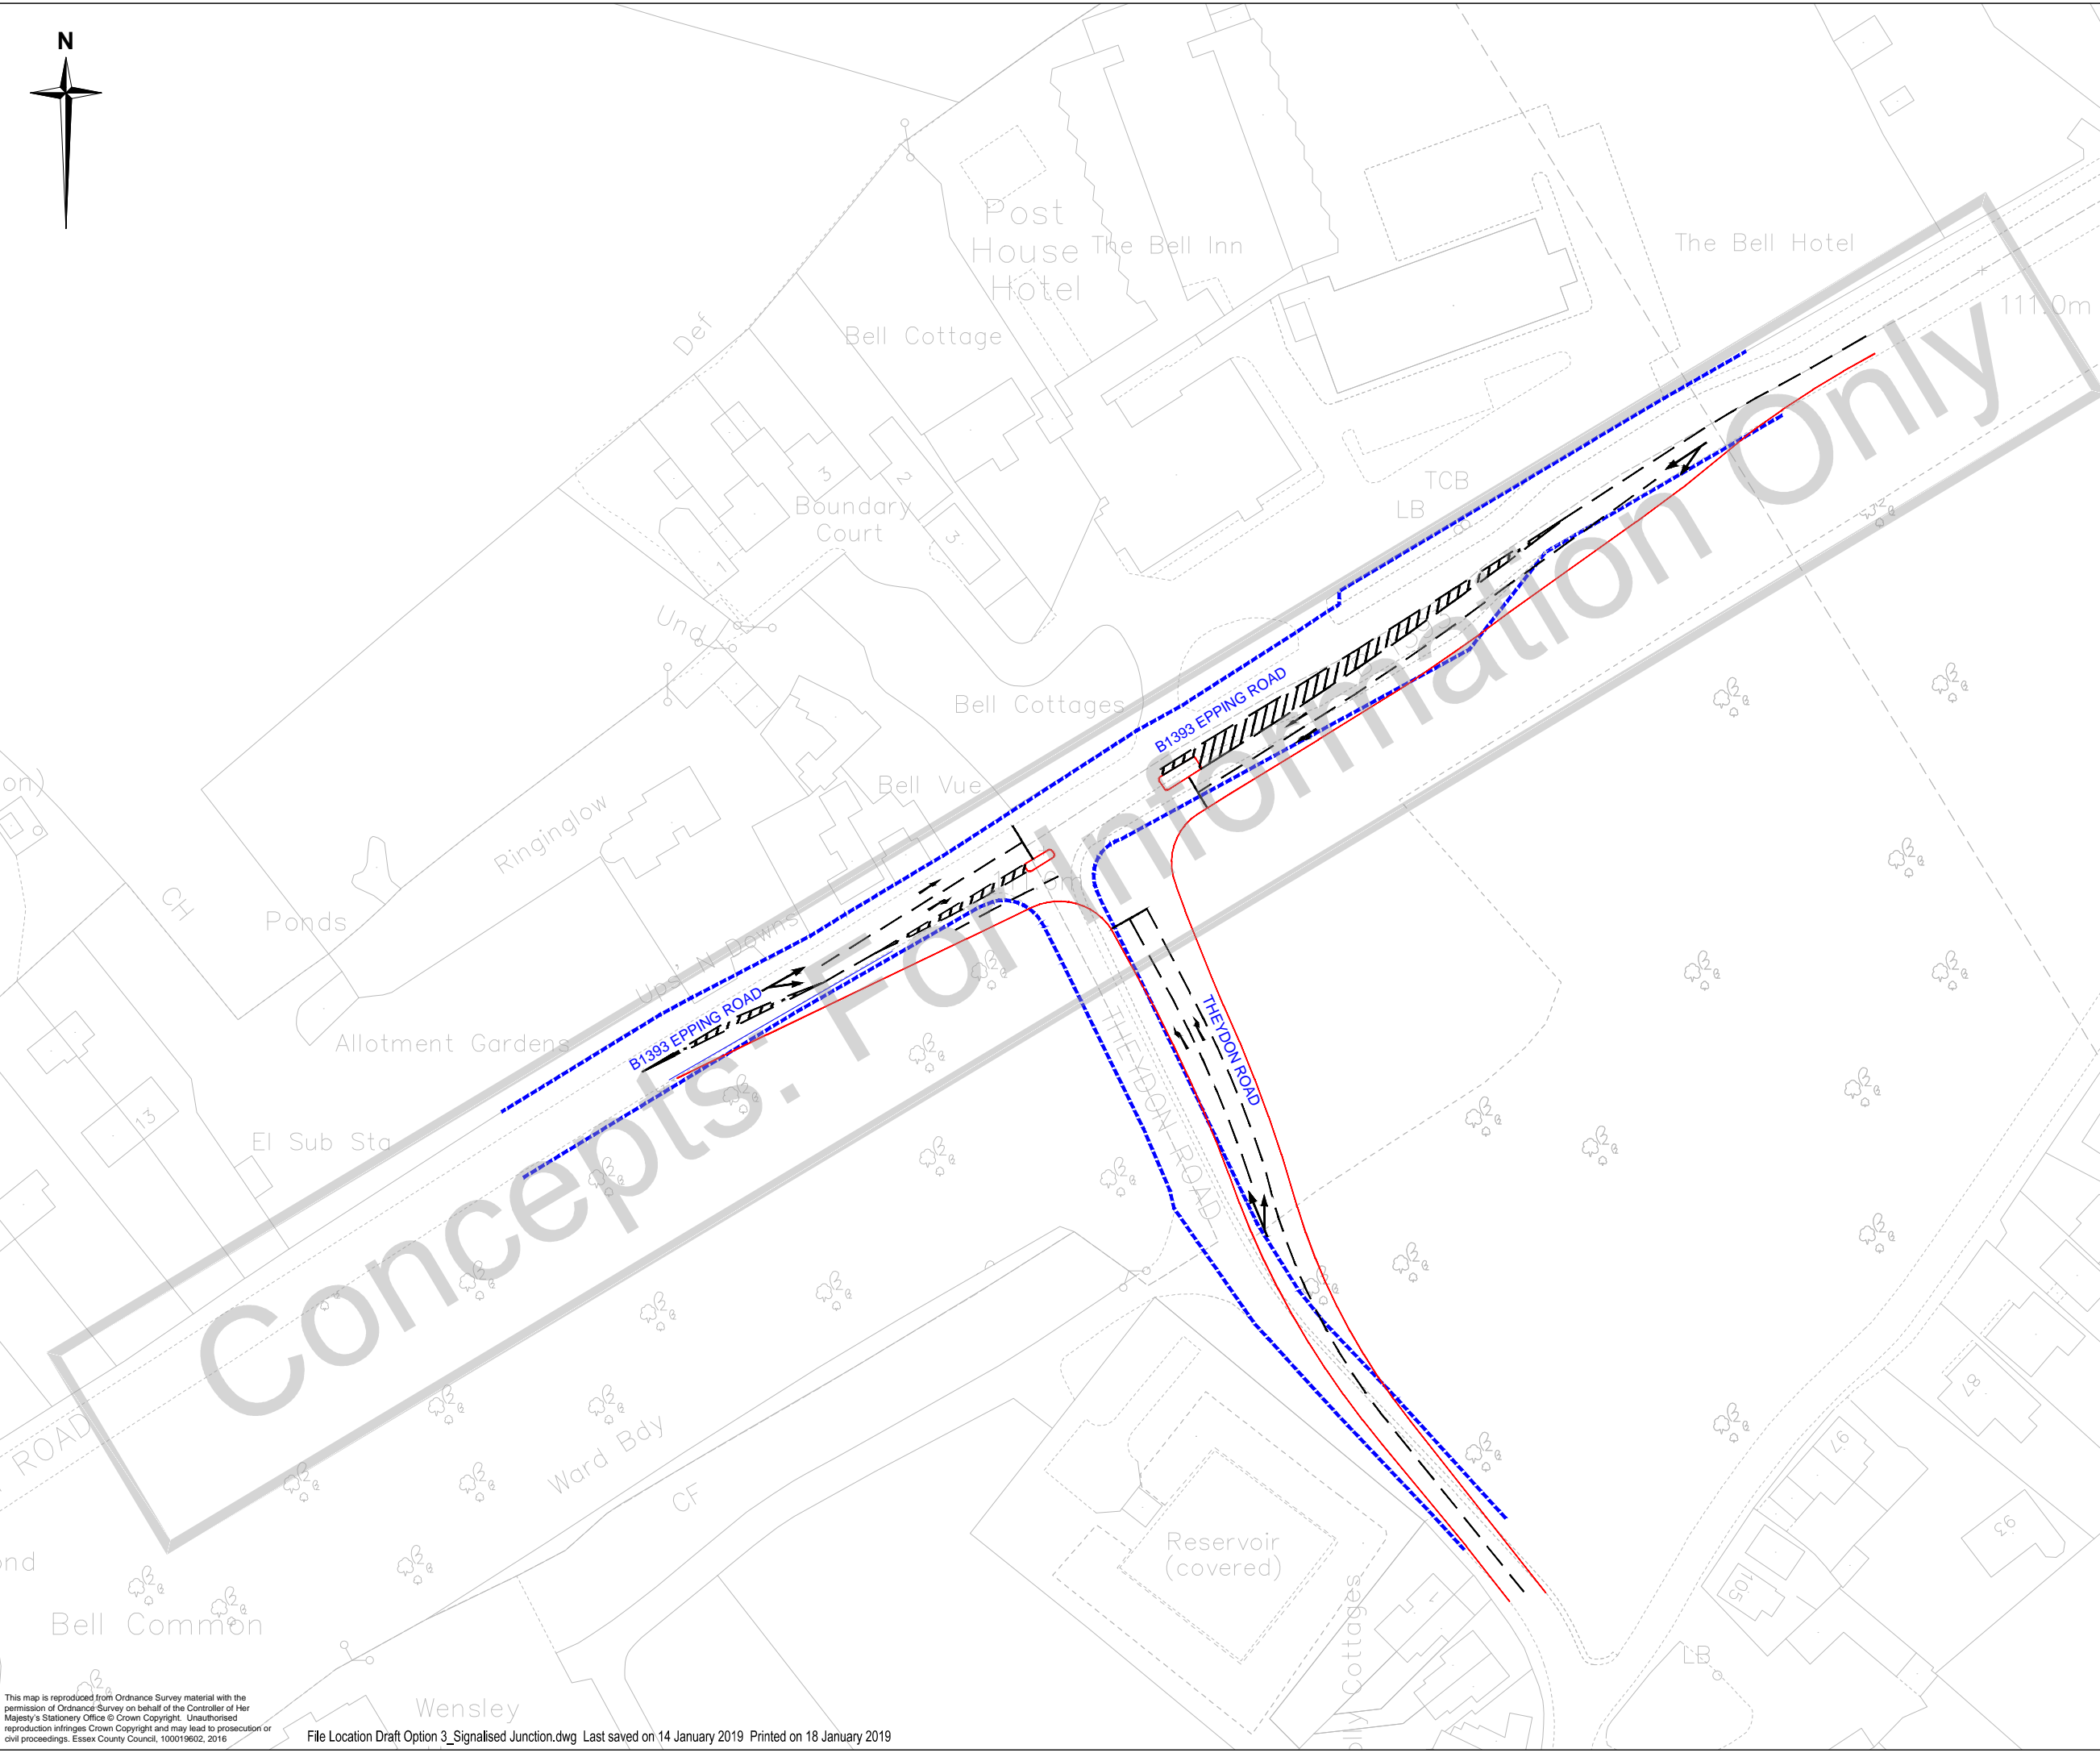 N
Post
House
Hotel
The Bell Inn
The Bell Hotel
111.0m
Def
Bell Cottage
TCB
LB
3
2
Boundary
Court
3
1
Und
Bell Cottages
B1393 EPPING ROAD
Bell Vue
on)
Ringinglow
CH
Ponds
Ups' N Downs
B1393 EPPING ROAD
Allotment Gardens
THEYDON ROAD
THEYDON ROAD
13
El Sub Sta
Concepts. For Information Only
ROAD
Ward Bdy
CF
87
97
93
105
Reservoir
(covered)
1
LB
ond
Bell Common
Wensley
Cottages
This map is reproduced from Ordnance Survey material with the
permission of Ordnance Survey on behalf of the Controller of Her
Majesty's Stationery Office © Crown Copyright. Unauthorised
reproduction infringes Crown Copyright and may lead to prosecution or
civil proceedings. Essex County Council, 100019602, 2016
File Location Draft Option 3_Signalised Junction.dwg Last saved on 14 January 2019 Printed on 18 January 2019